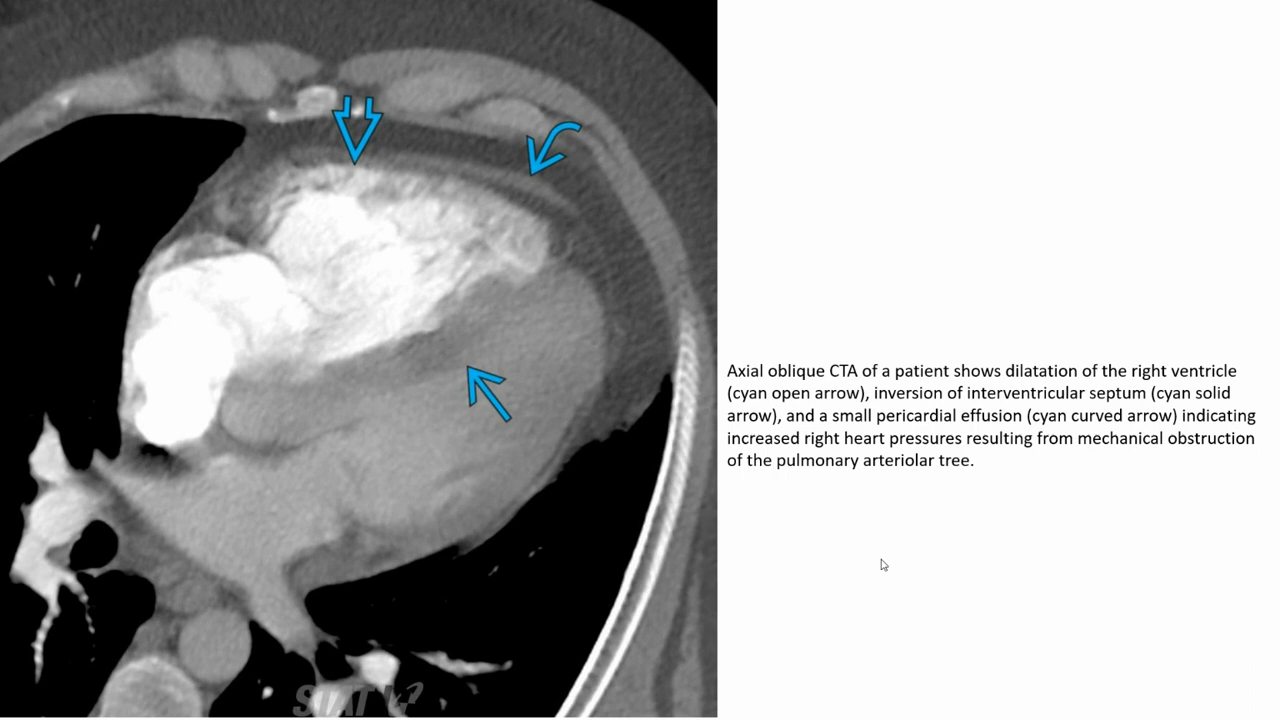 Axial oblique CTA of a patient shows dilatation of the right ventricle
(cyan open arrow), inversion of interventricular septum (cyan solid
arrow), and a small pericardial effusion (cyan curved arrow) indicating
increased right heart pressures resulting from mechanical obstruction
of the pulmonary arteriolar tree.